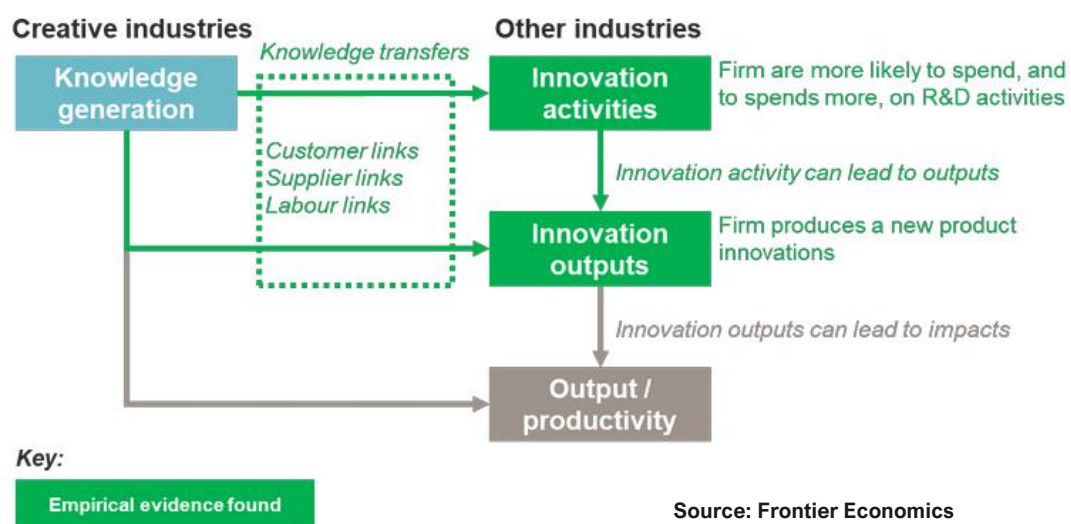 Creative industries
Other industries
Knowledge transfers
Knowledge
generation
Innovation
activities
Firm are more likely to spend, and
to spends more, on R&D activities
Customer links
Supplier links
Labour links
Innovation activity can lead to outputs
Innovation
outputs
Firm produces a new product
innovations
Innovation outputs can lead to impacts
Output /
productivity
Key:
Empirical evidence found
Source: Frontier Economics